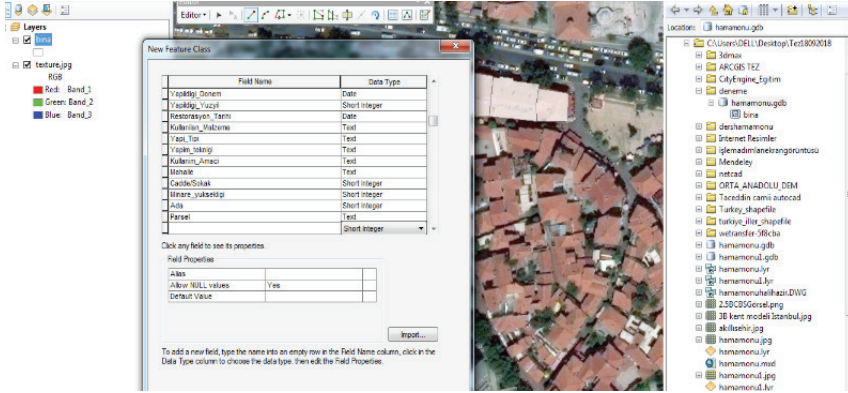 Layers
bina
texture.jpg
RGB
Red: Band_1
Green: Band_2
Blue: Band_3
Editor
New Feature Class
Field Name Data Type
Yapildigi_Donem Date
Yapildigi_Yuzyil Short Integer
Restorasyon_Tarihi Date
Kullanilan_Malzeme Text
Yapi_Tipi Text
Yapim_teknigi Text
Kullanim_Amaci Text
Mahalle Text
Cadde/Sokak Short Integer
Minare_yuksekligi Short Integer
Ada Short Integer
Parsel Text
Short Integer
Click any field to see its properties.
Field Properties
Alias
Allow NULL values Yes
Default Value
Import...
To add a new field, type the name into an empty row in the Field Name column, click in the
Data Type column to choose the data type, then edit the Field Properties.
Location: hamamonu.gdb
C:\Users\DELL\Desktop\Tez18092018
3dmax
ARCGIS TEZ
CityEngine_Egitim
deneme
hamamonu.gdb
bina
dershamamonu
Internet Resimler
işlemadımlarıekrangörüntüsü
Mendeley
netcad
ORTA_ANADOLU_DEM
Taceddin camii autocad
Turkey_shapefile
turkiye_iller_shapefile
wetransfer-5f8cba
hamamonu.gdb
hamamonu1.gdb
hamamonu.lyr
hamamonu1.lyr
hamamonuhalihazir.DWG
2.5BCBSGorsel.png
3B kent modeli Istanbul.jpg
akıllısehir.jpg
hamamonu.jpg
hamamonu.lyr
hamamonu.mxd
hamamonu1.jpg
hamamonu1.lyr